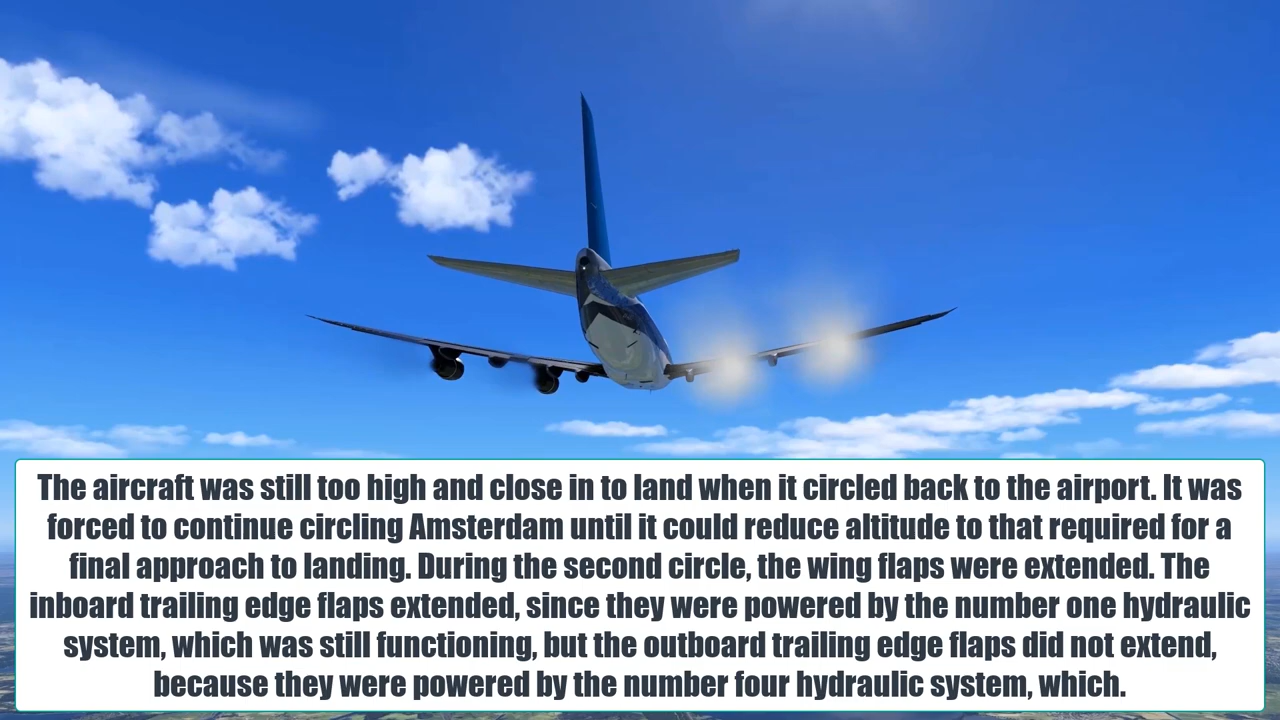 The aircraft was still too high and close in to land when it circled back to the airport. It was
forced to continue circling Amsterdam until it could reduce altitude to that required for a
final approach to landing. During the second circle, the wing flaps were extended. The
inboard trailing edge flaps extended, since they were powered by the number one hydraulic
system, which was still functioning, but the outboard trailing edge flaps did not extend,
because they were powered by the number four hydraulic system, which.